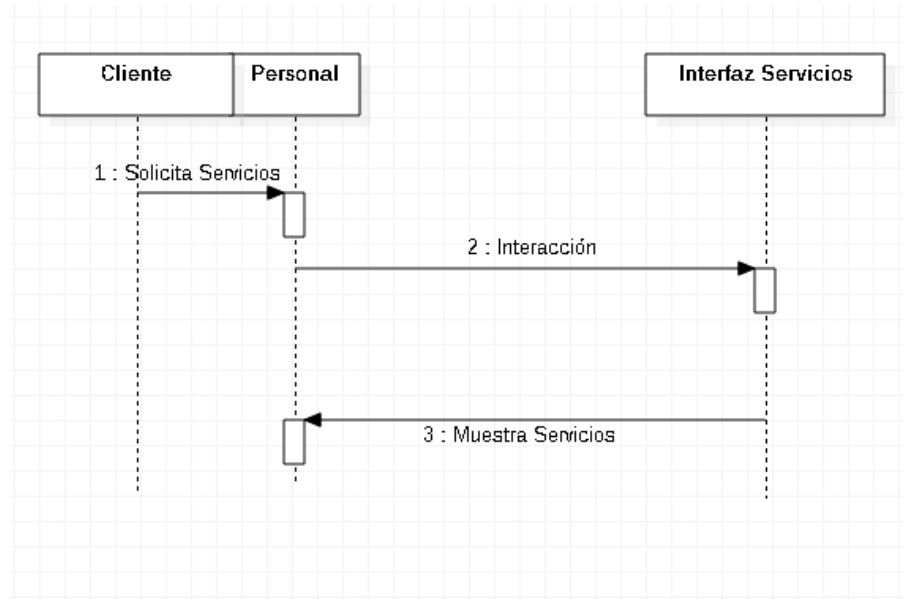 Cliente
Personal
Interfaz Servicios
1 : Solicita Servicios
2 : Interacción
3 : Muestra Servicios